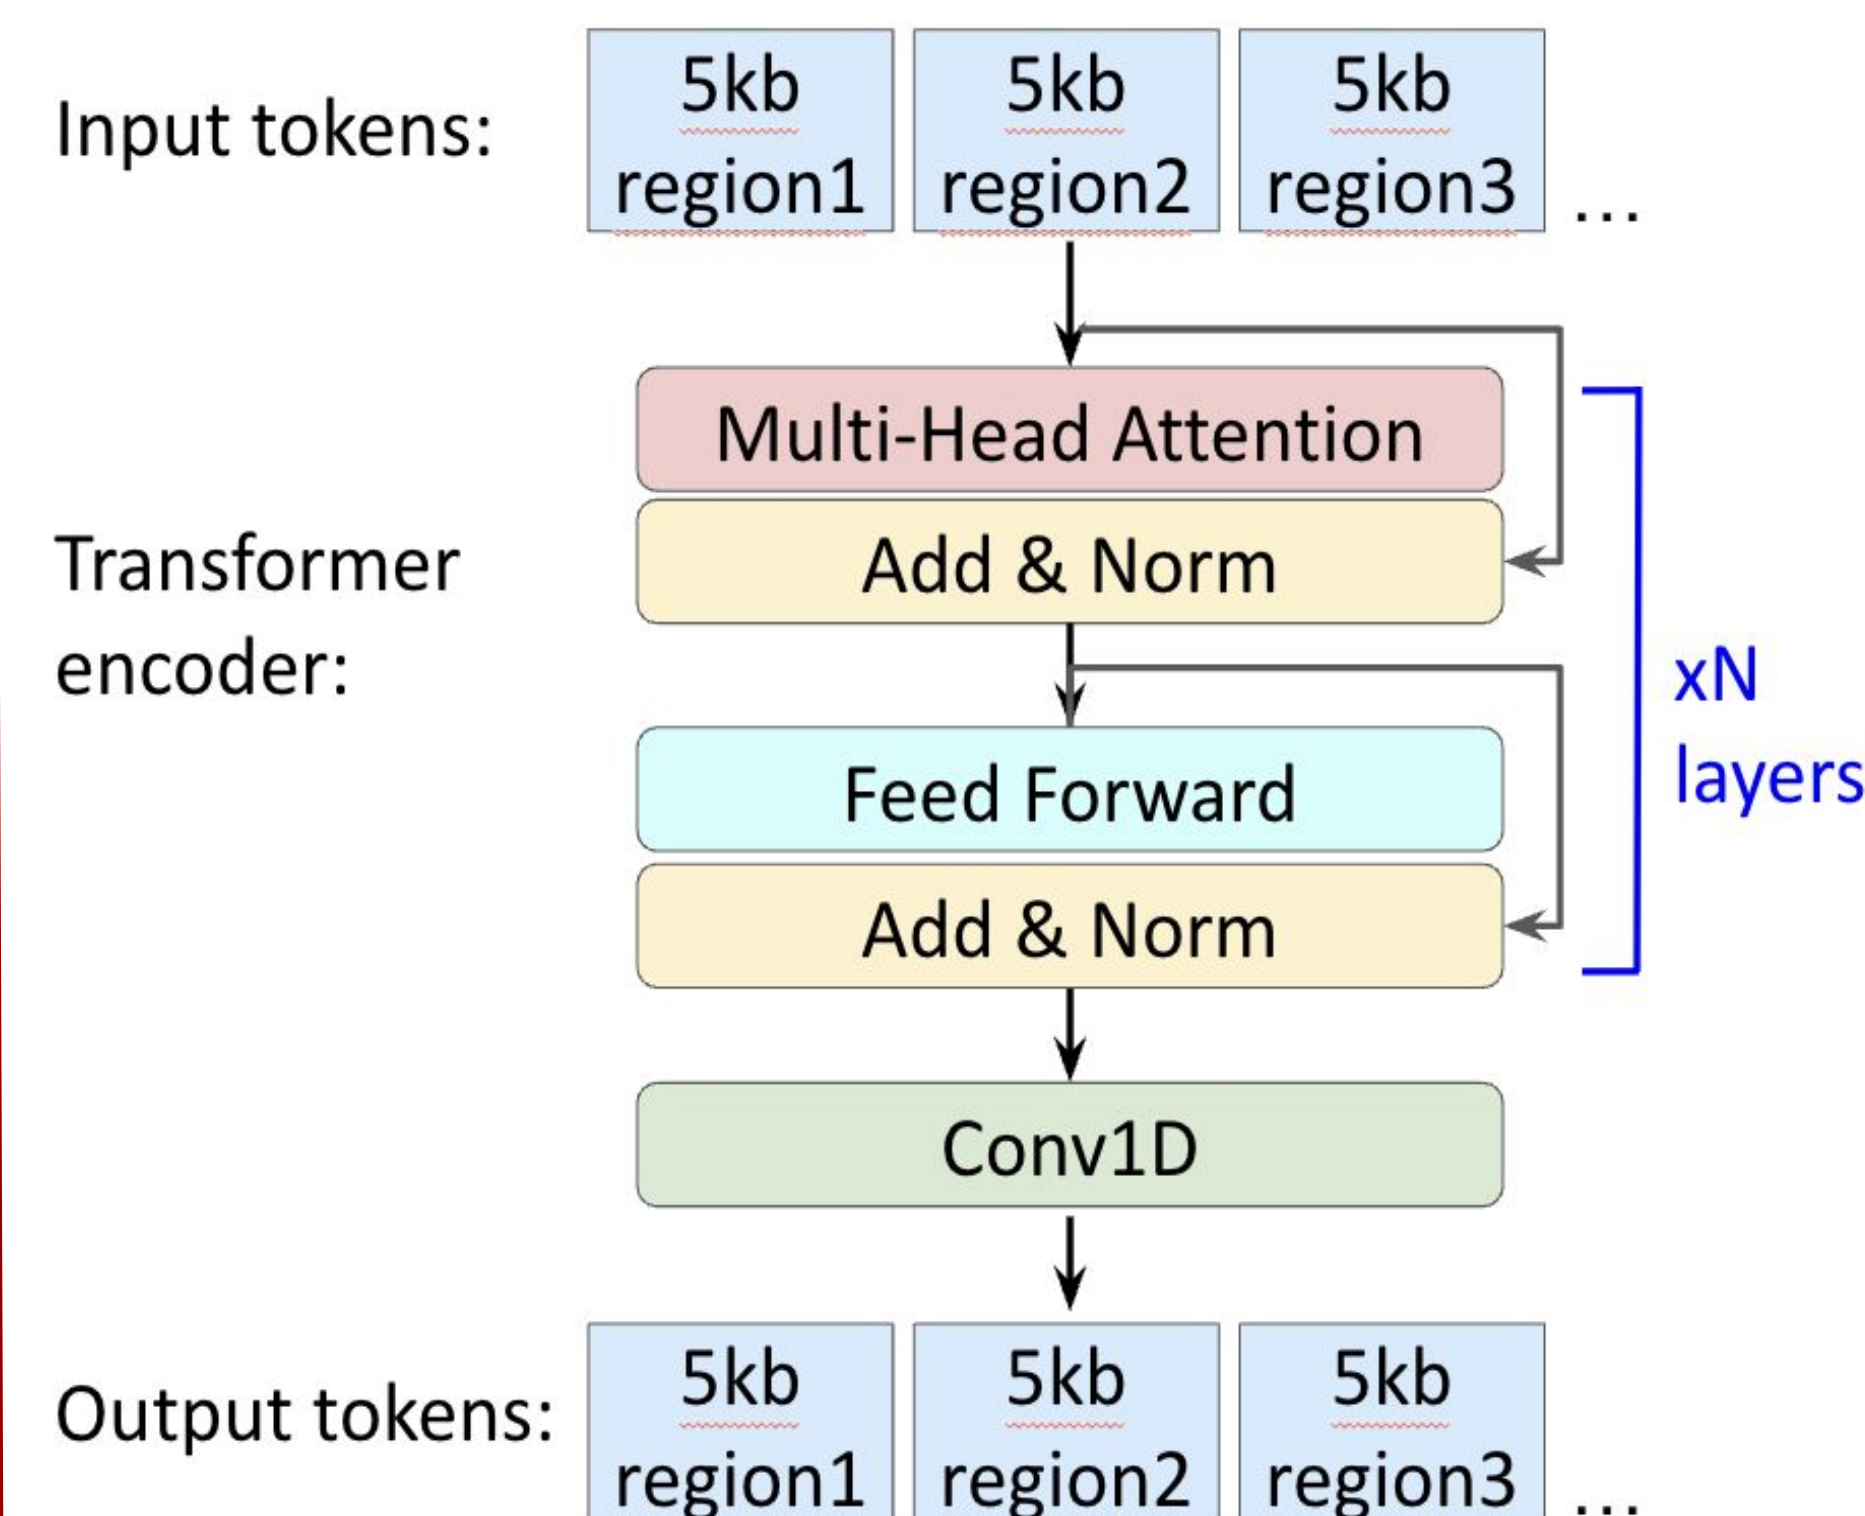 Input tokens:
5kb
region1
5kb
region2
5kb
region3
...
Multi-Head Attention
Add & Norm
Transformer
encoder:
xN
layers
Feed Forward
Add & Norm
Conv1D
Output tokens:
5kb
region1
5kb
region2
5kb
region3
...